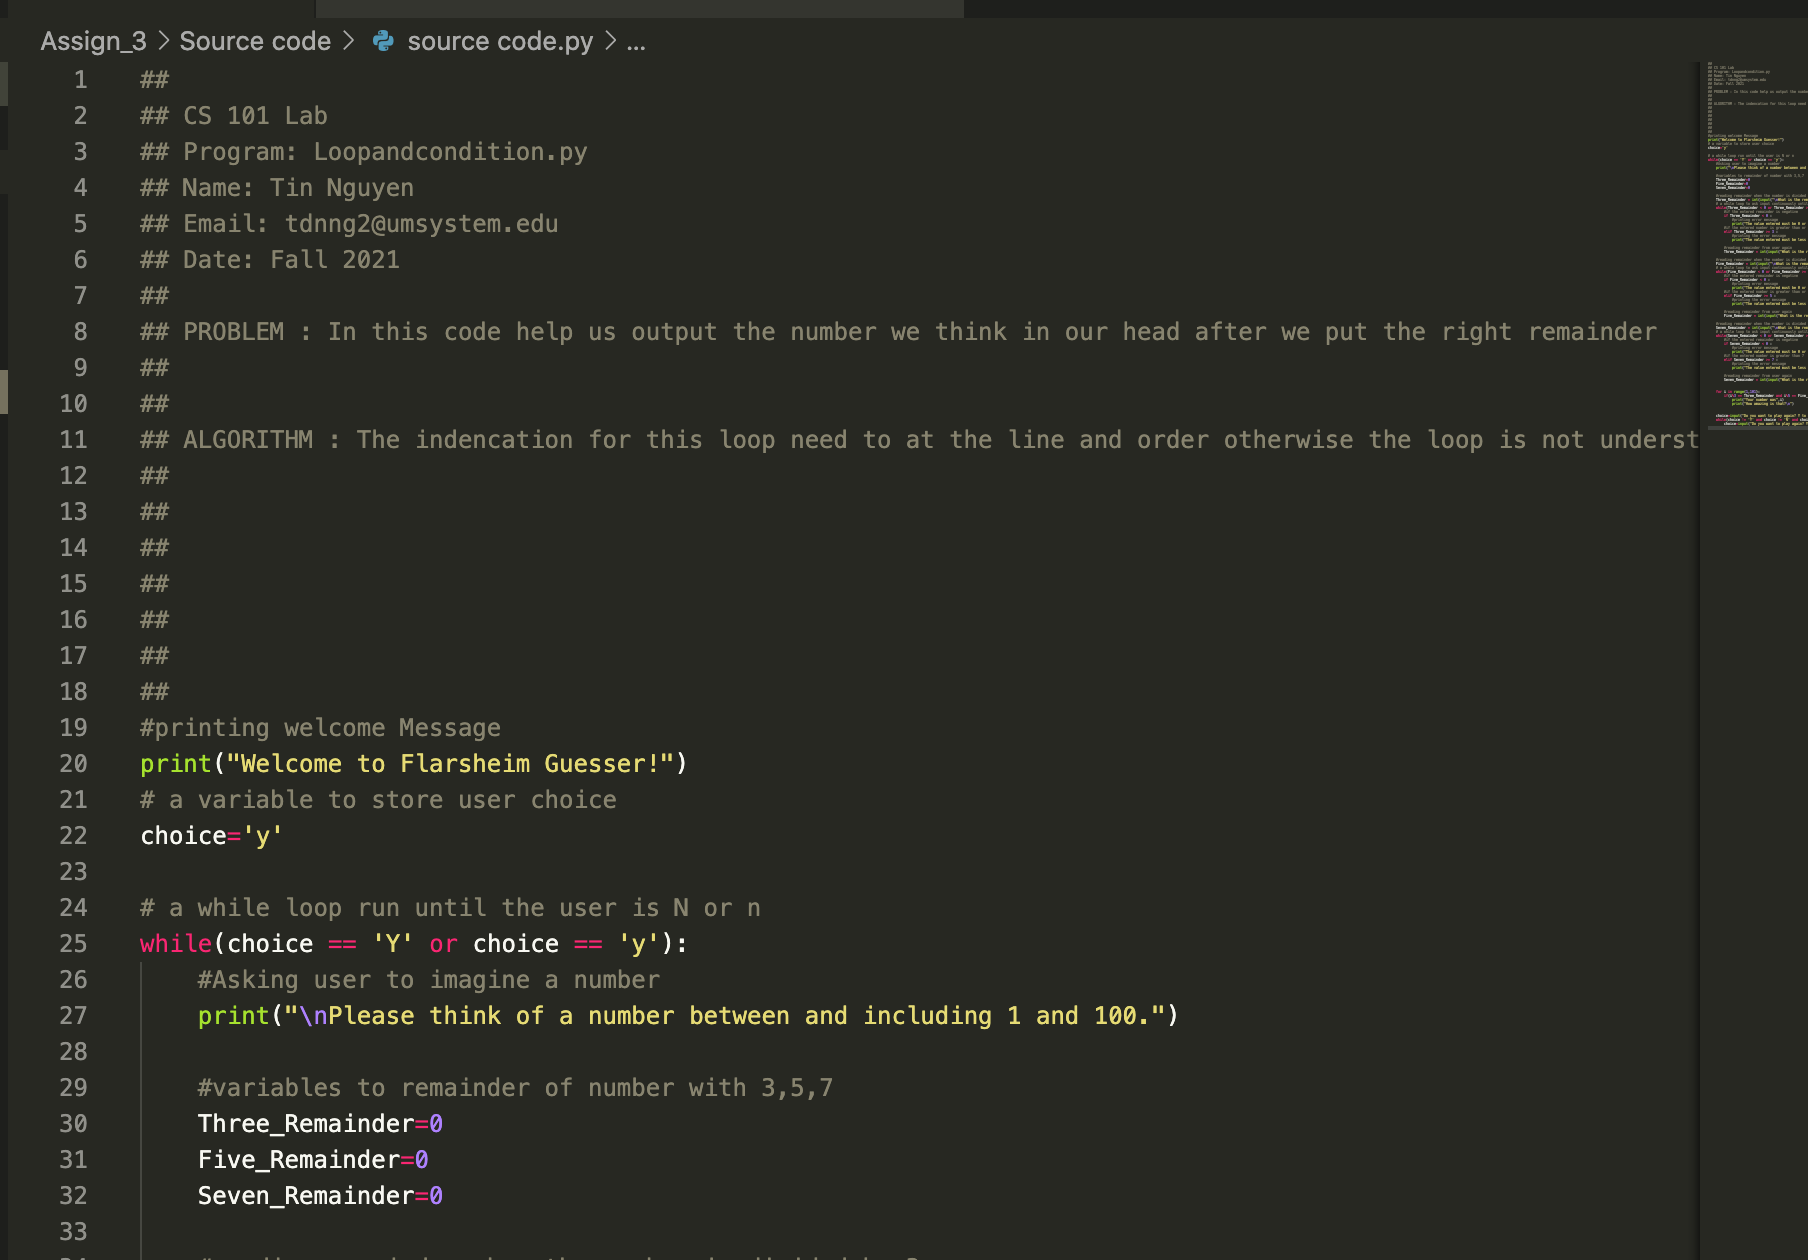 Assign_3 > Source code > source code.py > ...
1 ##
2 ## CS 101 Lab
3 ## Program: Loopandcondition.py
4 ## Name: Tin Nguyen
5 ## Email: tdnng2@umsystem.edu
6 ## Date: Fall 2021
7 ##
8 ## PROBLEM : In this code help us output the number we think in our head after we put the right remainder
9 ##
10 ##
11 ## ALGORITHM : The indencation for this loop need to at the line and order otherwise the loop is not underst
12 ##
13 ##
14 ##
15 ##
16 ##
17 ##
18 ##
19 #printing welcome Message
20 print("Welcome to Flarsheim Guesser!")
21 # a variable to store user choice
22 choice='y'
23
24 # a while loop run until the user is N or n
25 while(choice == 'Y' or choice == 'y'):
26 #Asking user to imagine a number
27 print("\nPlease think of a number between and including 1 and 100.")
28
29 #variables to remainder of number with 3,5,7
30 Three_Remainder=0
31 Five_Remainder=0
32 Seven_Remainder=0
33